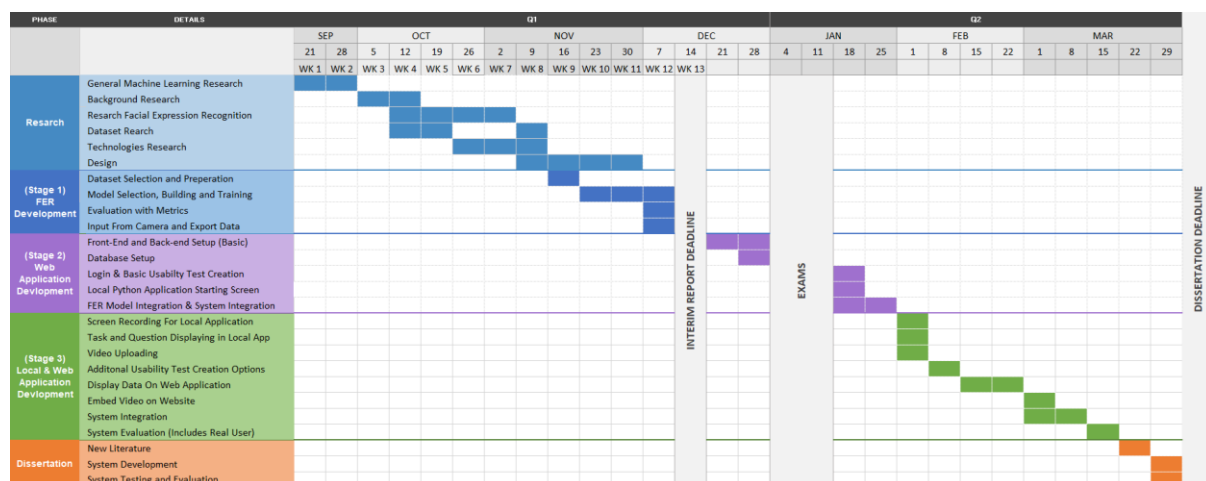 PHASE DETAILS Q1 Q2
SEP OCT NOV DEC JAN FEB MAR
21 28 5 12 19 26 2 9 16 23 30 7 14 21 28 4 11 18 25 1 8 15 22 1 8 15 22 29
WK 1 WK 2 WK 3 WK 4 WK 5 WK 6 WK 7 WK 8 WK 9 WK 10 WK 11 WK 12 WK 13
Resarch
General Machine Learning Research
Background Research
Resarch Facial Expression Recognition
Dataset Rearch
Technologies Research
Design
(Stage 1)
FER
Development
Dataset Selection and Preperation
Model Selection, Building and Training
Evaluation with Metrics
Input From Camera and Export Data
(Stage 2)
Web
Application
Devlopment
Front-End and Back-end Setup (Basic)
Database Setup
Login & Basic Usabilty Test Creation
Local Python Application Starting Screen
FER Model Integration & System Integration
(Stage 3)
Local & Web
Application
Devlopment
Screen Recording For Local Application
Task and Question Displaying in Local App
Video Uploading
Additonal Usability Test Creation Options
Display Data On Web Application
Embed Video on Website
System Integration
System Evaluation (Includes Real User)
Dissertation
New Literature
System Development
System Testing and Evaluation
INTERIM REPORT DEADLINE
EXAMS
DISSERTATION DEADLINE